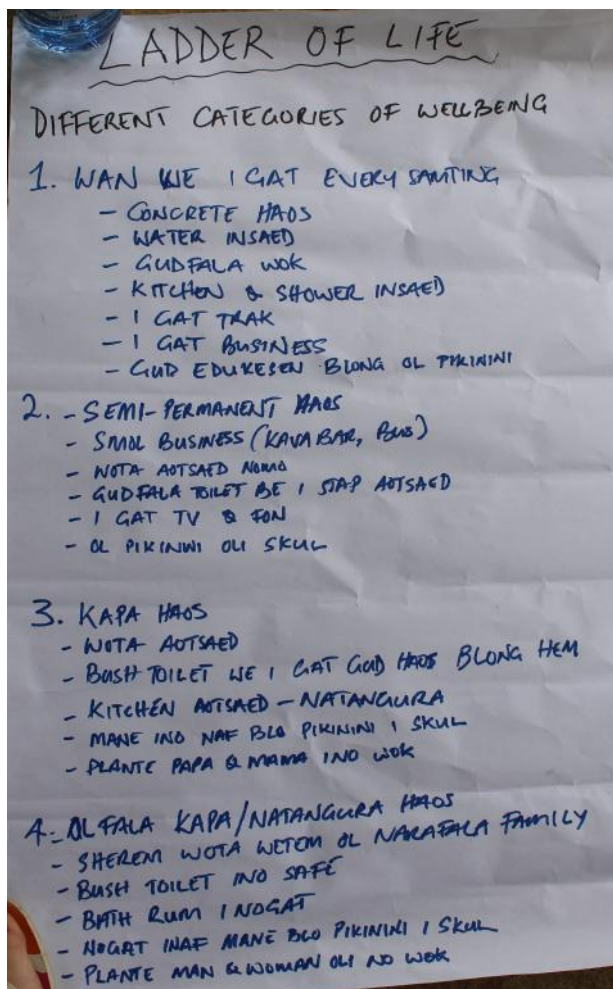 LADDER OF LIFE
DIFFERENT CATEGORIES OF WELLBEING
1. WAN WE I GAT EVERY SAMTING
- CONCRETE HAOS
- WATER INSAED
- GUDFALA WOK
- KITCHEN & SHOWER INSAED
- I GAT TRAK
- I GAT BUSINESS
- GUD EDUKESEN BLONG OL PIKININI
2. - SEMI-PERMANENT HAOS
- SMOL BUSINESS (KAVA BAR, BUS)
- WOTA AOTSAED NOMO
- GUDFALA TOILET BE I STAP AOTSAED
- I GAT TV & FON
- OL PIKININI OLI SKUL
3. KAPA HAOS
- WOTA AOTSAED
- BUSH TOILET WE I GAT GUD HAOS BLONG HEM
- KITCHEN AOTSAED - NATANGURA
- MANE INO NAF BLO PIKININI I SKUL
- PLANTE PAPA & MAMA INO WOK
4. OLFALA KAPA/NATANGURA HAOS
- SHEREM WOTA WETEM OL NARAFALA FAMILY
- BUSH TOILET INO SAFE
- BATH RUM I NOGAT
- NOGAT INAF MANE BLO PIKININI I SKUL
- PLANTE MAN & WOMAN OLI NO WOK